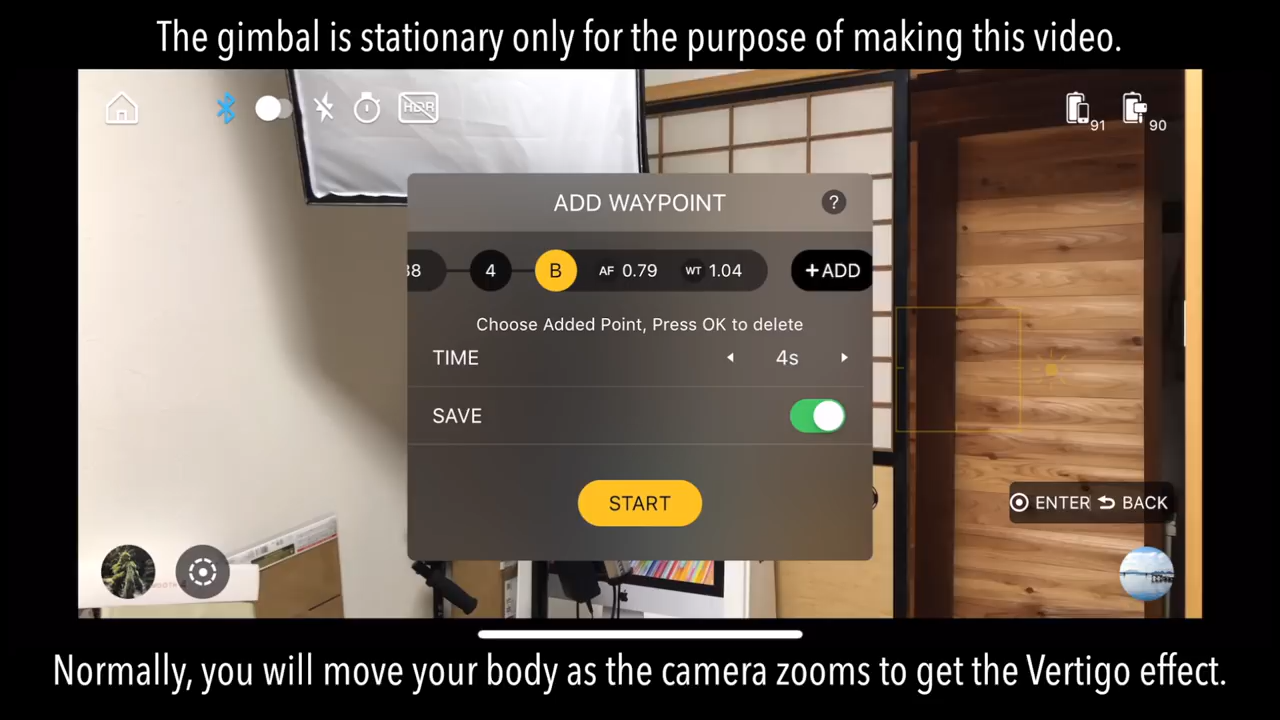 The gimbal is stationary only for the purpose of making this video.
HDR
91
90
ADD WAYPOINT
?
38 4 B AF 0.79 WT 1.04 +ADD
Choose Added Point, Press OK to delete
TIME 4s
SAVE
START
ENTER BACK
Normally, you will move your body as the camera zooms to get the Vertigo effect.